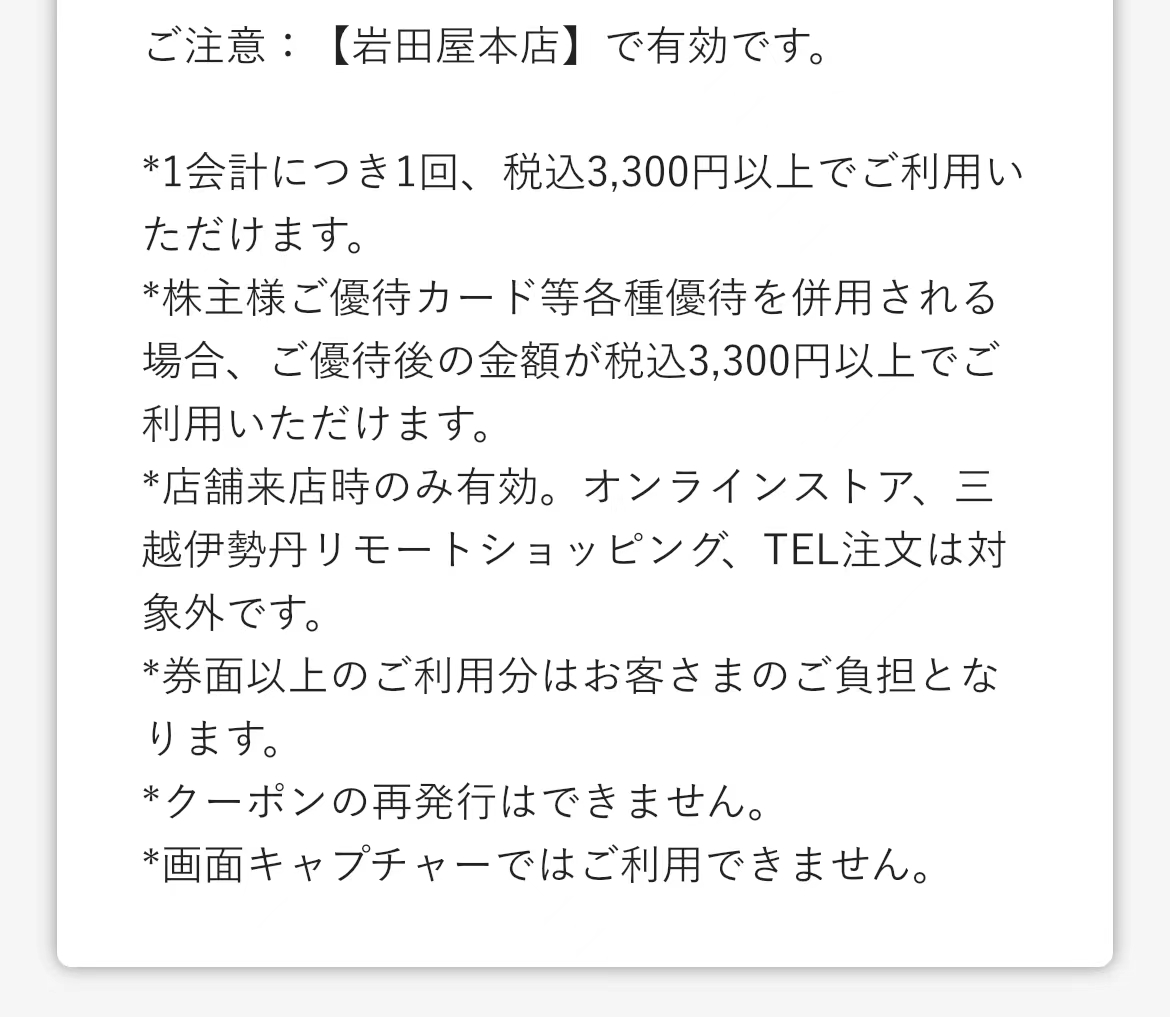 ご注意：【岩田屋本店】で有効です。
*1会計につき1回、税込3,300円以上でご利用い
ただけます。
*株主様ご優待カード等各種優待を併用される
場合、ご優待後の金額が税込3,300円以上でご
利用いただけます。
*店舗来店時のみ有効。オンラインストア、三
越伊勢丹リモートショッピング、TEL注文は対
象外です。
*券面以上のご利用分はお客さまのご負担とな
ります。
*クーポンの再発行はできません。
*画面キャプチャーではご利用できません。